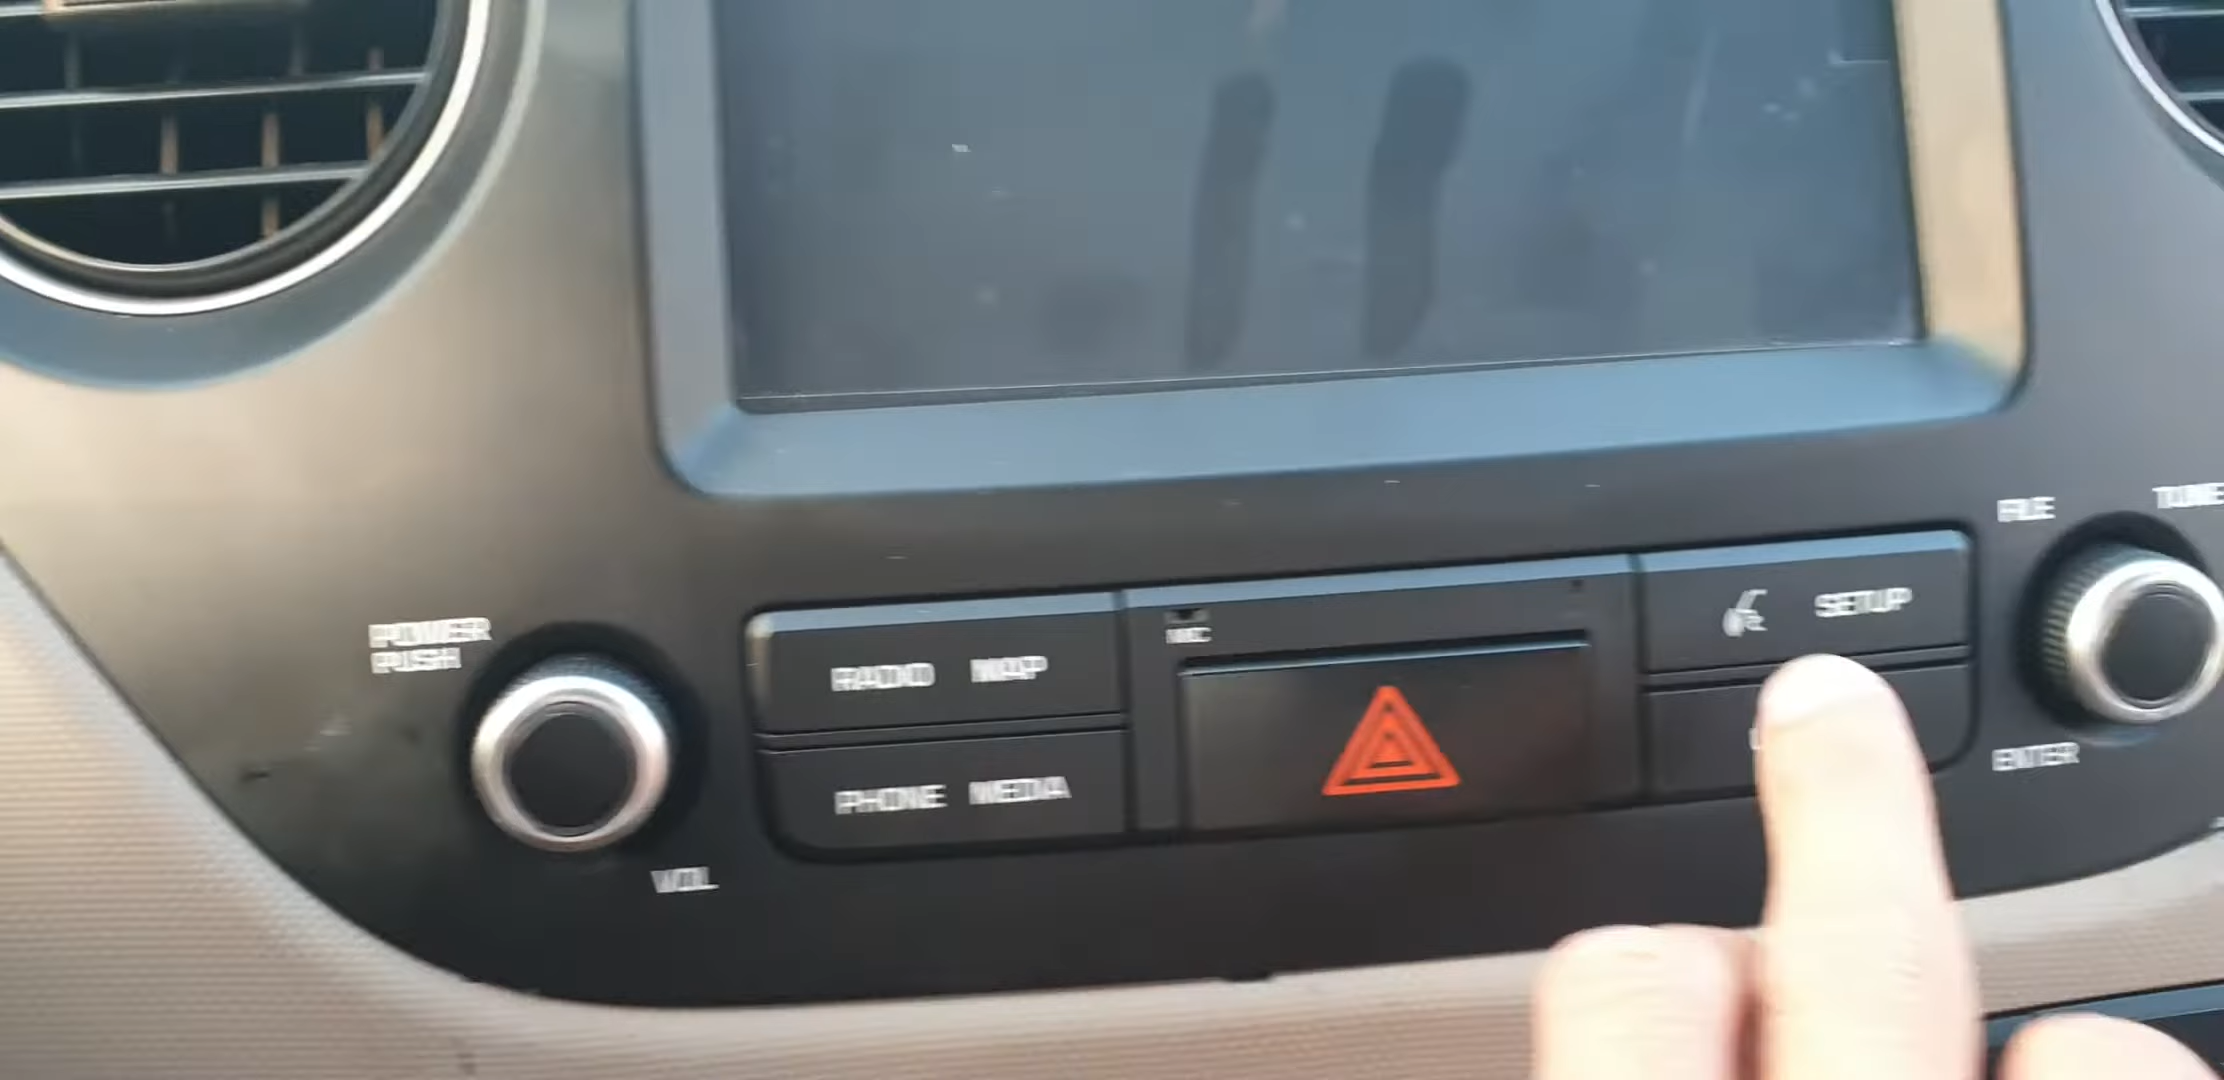 FILE
TUNE
SETUP
POWER
PUSH
MIC
RADIO MAP
ENTER
PHONE MEDIA
VOL